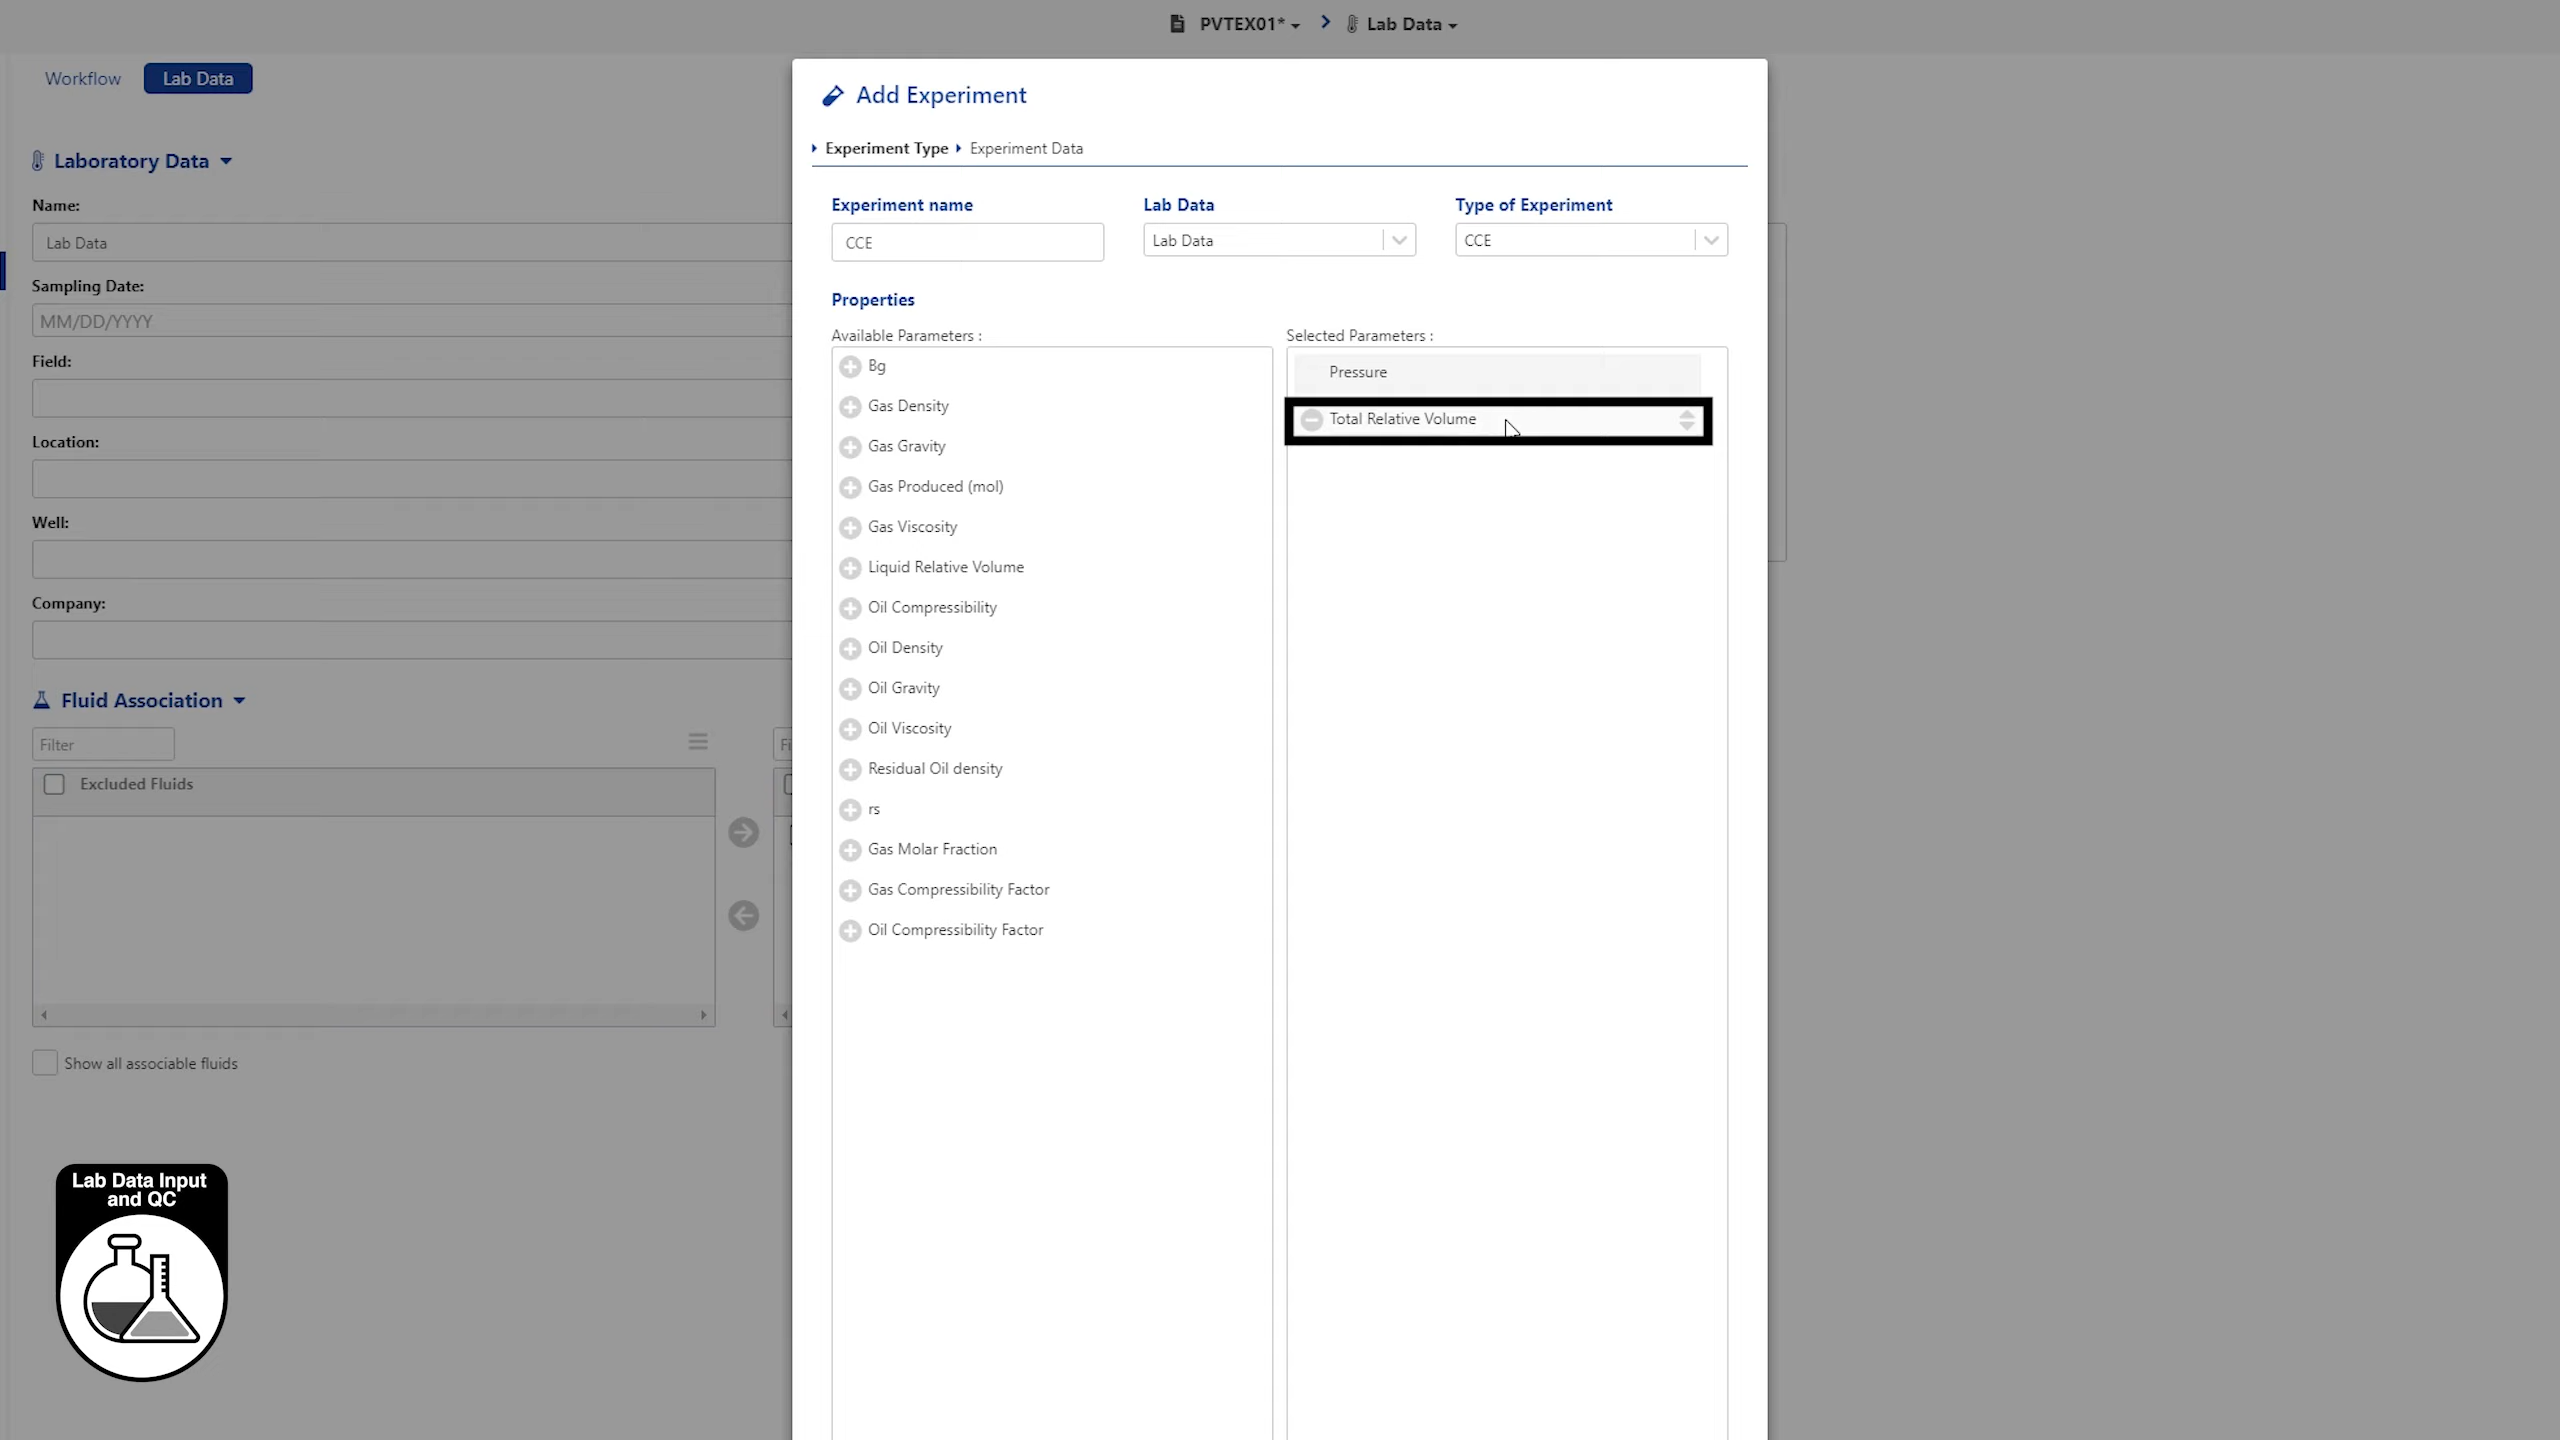 PVTEX01*
Lab Data
Workflow
Lab Data
Laboratory Data
Name:
Lab Data
Sampling Date:
MM/DD/YYYY
Field:
Location:
Well:
Company:
Fluid Association
Filter
Fi
Excluded Fluids
Show all associable fluids
Lab Data Input
and QC
Add Experiment
Experiment Type
Experiment Data
Experiment name
Lab Data
Type of Experiment
CCE
Lab Data
CCE
Properties
Available Parameters :
Bg
Gas Density
Gas Gravity
Gas Produced (mol)
Gas Viscosity
Liquid Relative Volume
Oil Compressibility
Oil Density
Oil Gravity
Oil Viscosity
Residual Oil density
rs
Gas Molar Fraction
Gas Compressibility Factor
Oil Compressibility Factor
Selected Parameters :
Pressure
Total Relative Volume